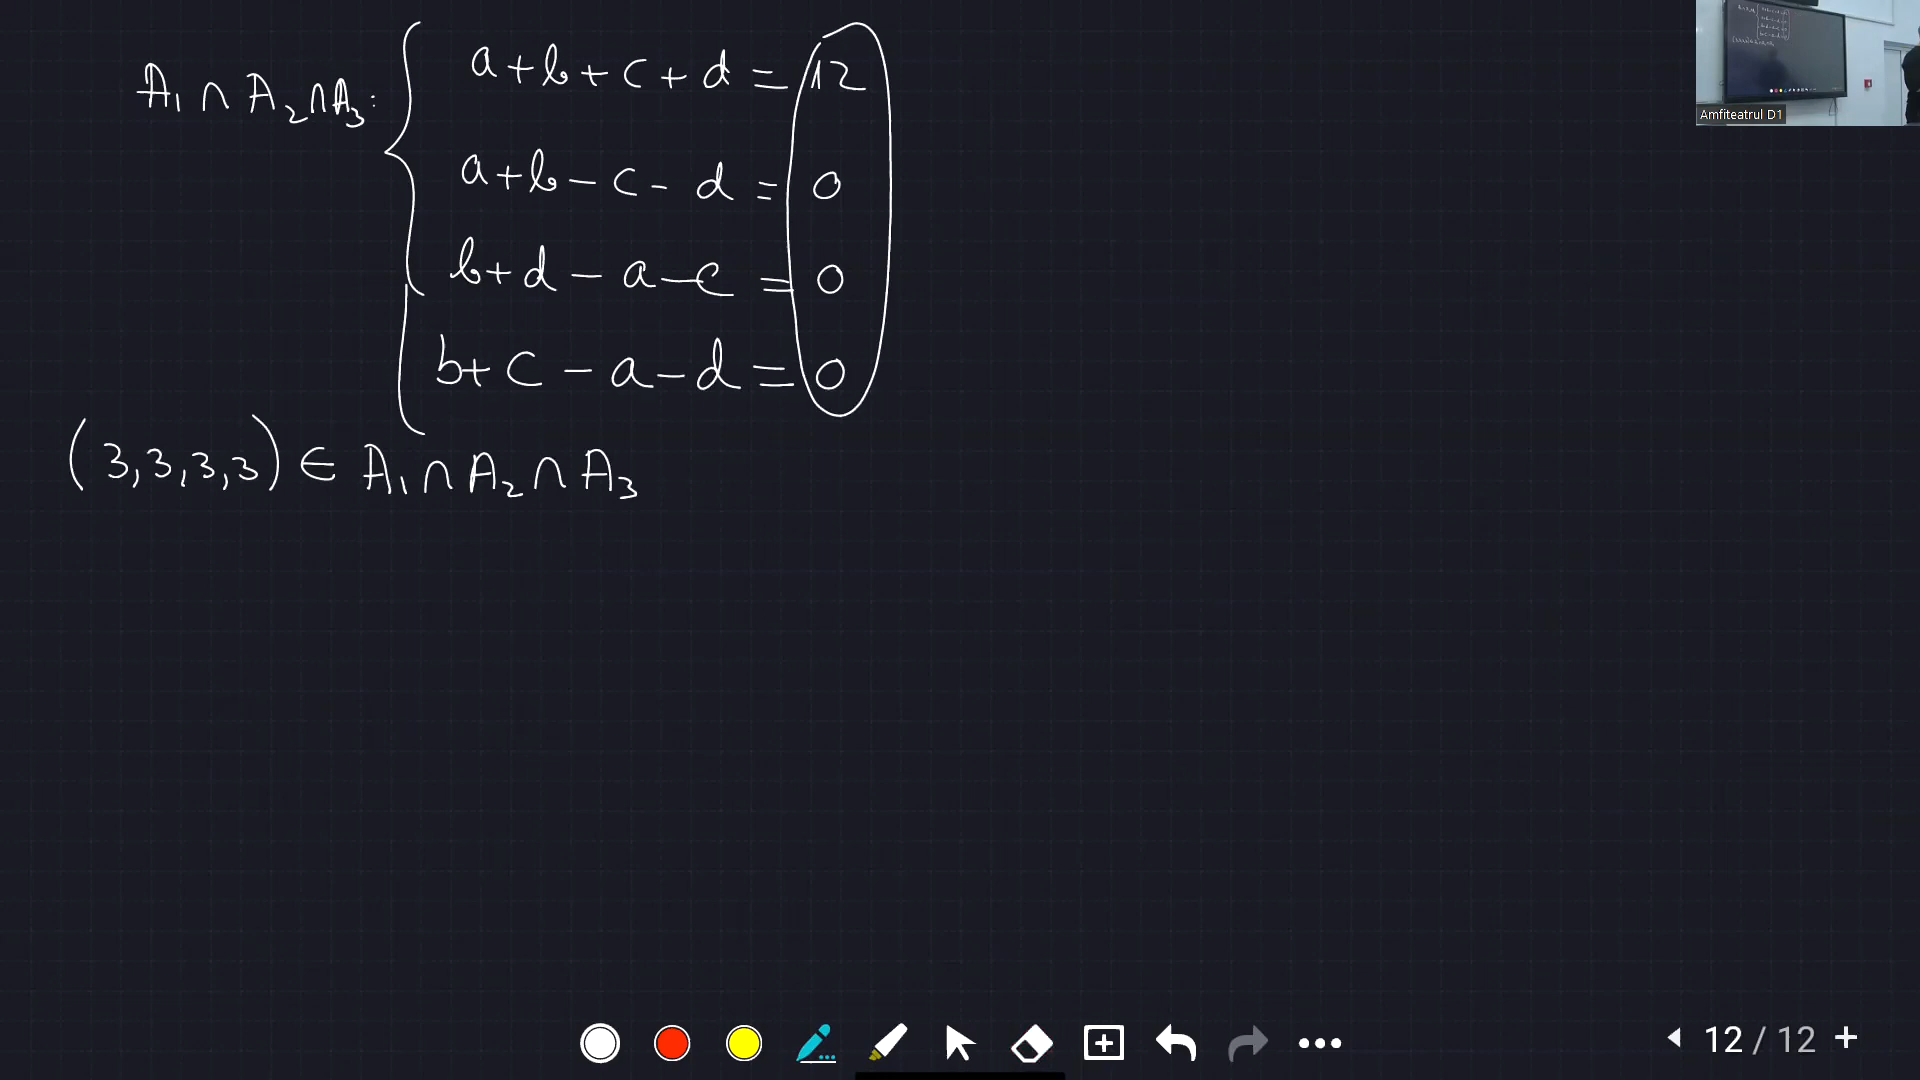 A₁ ∩ A₂ ∩ A₃ :
a + b + c + d = 12
a + b - c - d = 0
b + d - a - c = 0
b + c - a - d = 0
(3, 3, 3, 3) ∈ A₁ ∩ A₂ ∩ A₃
Amfiteatrul D1
12 / 12